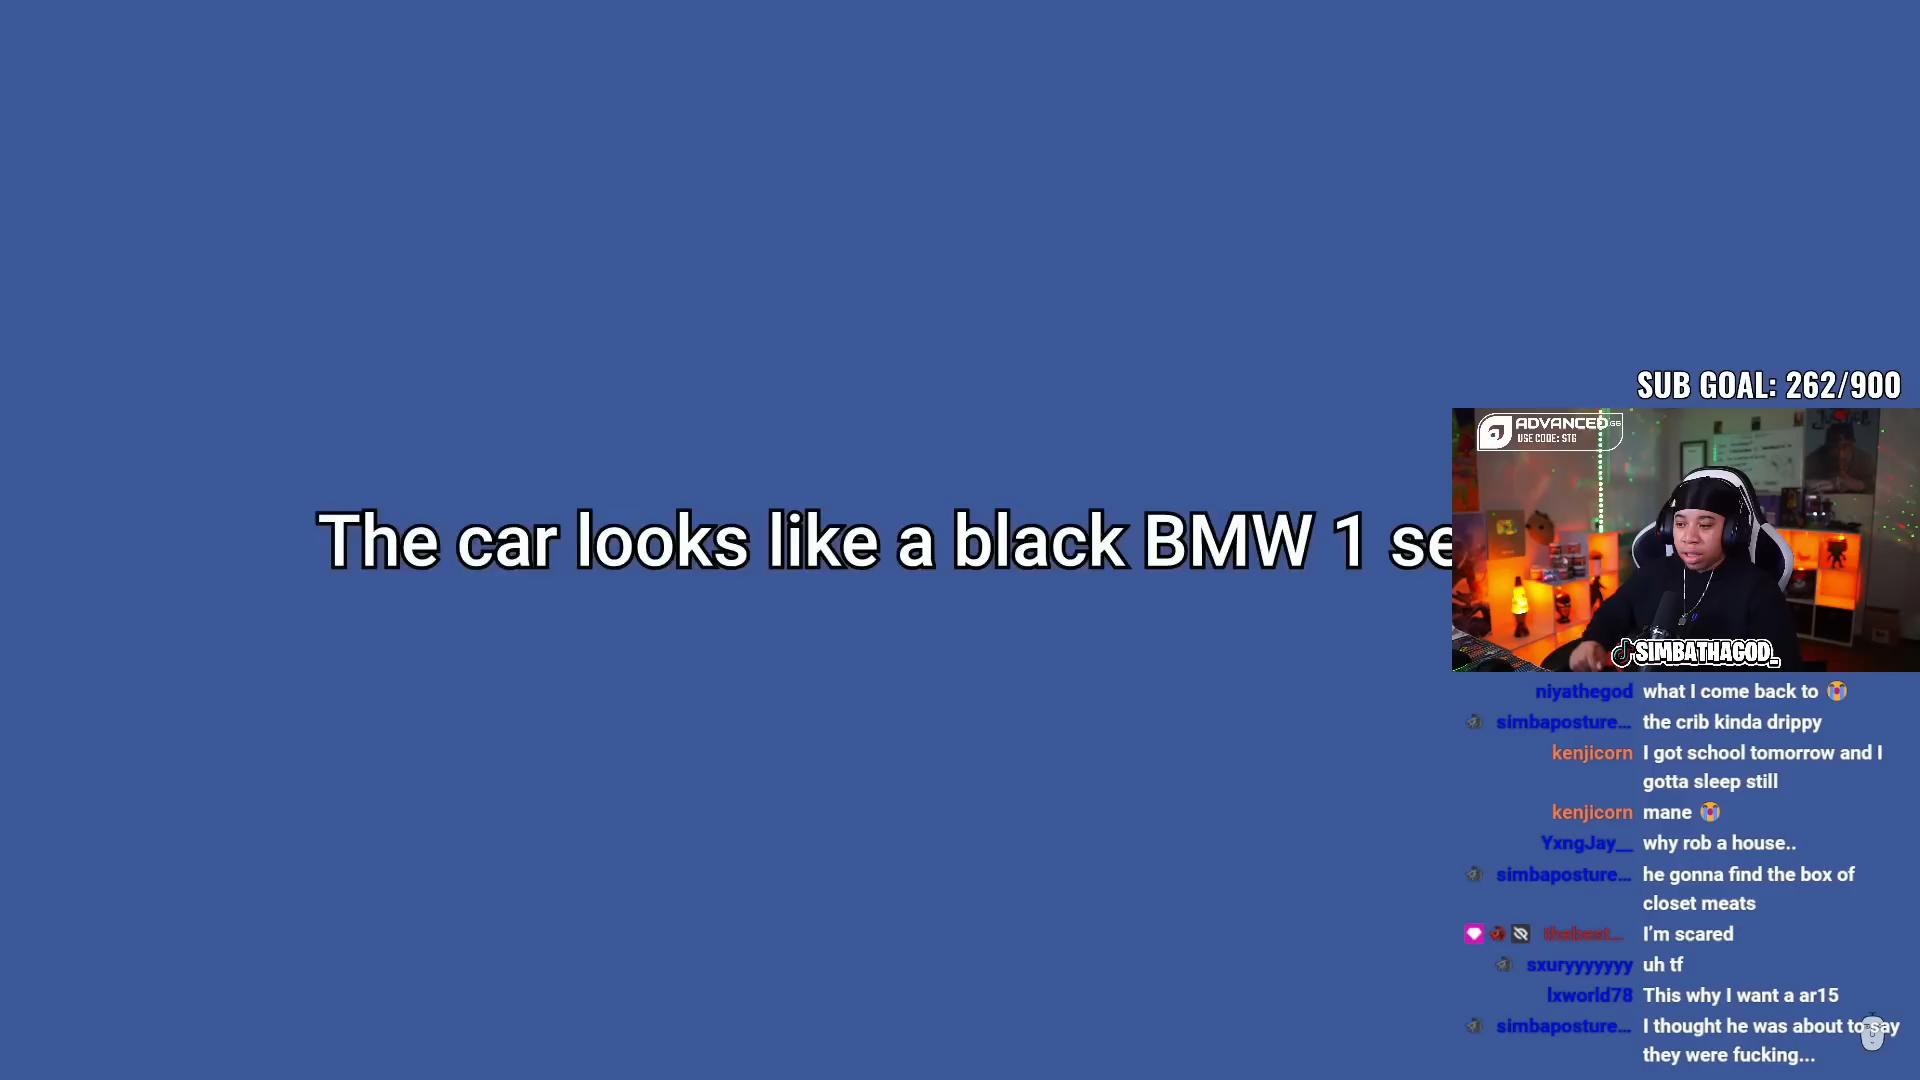 SUB GOAL: 262/900
ADVANCED GG
USE CODE: STG
The car looks like a black BMW 1 se
SIMBATHAGOD_
niyathegod what I come back to 😭
simbaposture... the crib kinda drippy
kenjicorn I got school tomorrow and I
gotta sleep still
kenjicorn mane 😭
YxngJay__ why rob a house..
simbaposture... he gonna find the box of
closet meats
thabest... I'm scared
sxuryyyyyyy uh tf
lxworld78 This why I want a ar15
simbaposture... I thought he was about to say
they were fucking...